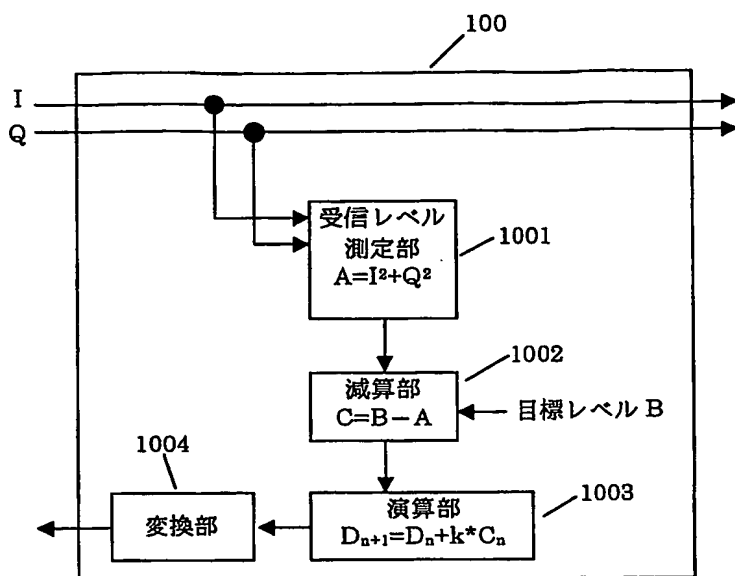 100
I
Q
受信レベル
測定部
A=I²+Q²
1001
1002
減算部
C=B－A
目標レベル B
1004
変換部
1003
演算部
Dₙ₊₁=Dₙ+k*Cₙ